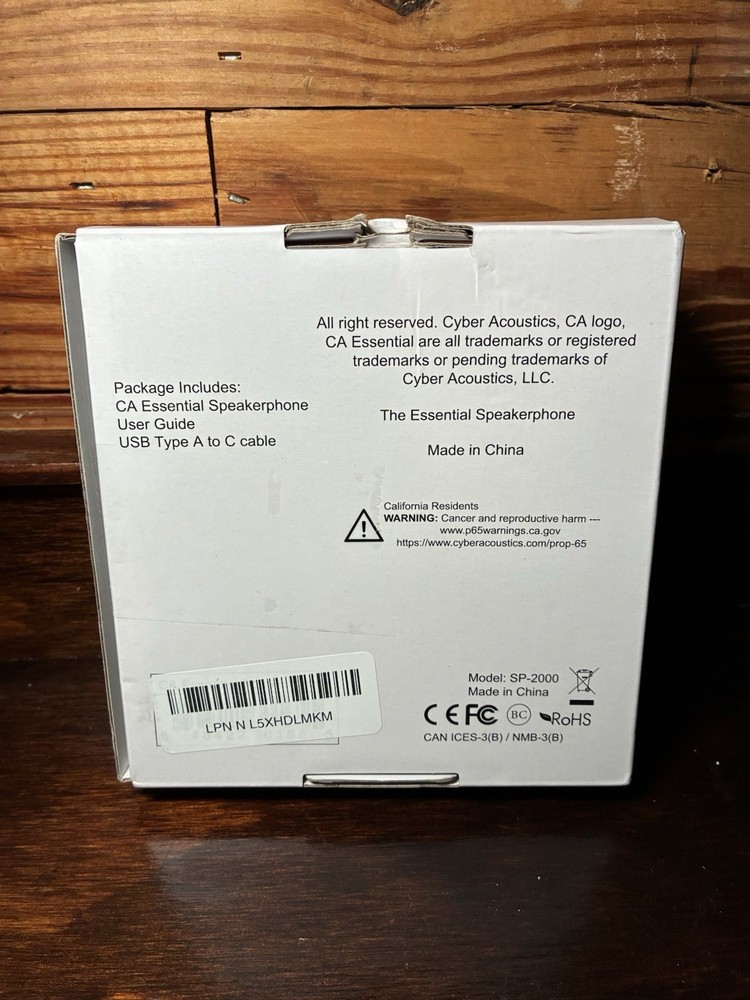 All right reserved. Cyber Acoustics, CA logo,
CA Essential are all trademarks or registered
trademarks or pending trademarks of
Cyber Acoustics, LLC.
Package Includes:
CA Essential Speakerphone
User Guide
USB Type A to C cable
The Essential Speakerphone
Made in China
California Residents
WARNING: Cancer and reproductive harm ---
www.p65warnings.ca.gov
https://www.cyberacoustics.com/prop-65
Model: SP-2000
Made in China
CE FC BC RoHS
CAN ICES-3(B) / NMB-3(B)
LPN N L5XHDLMKM